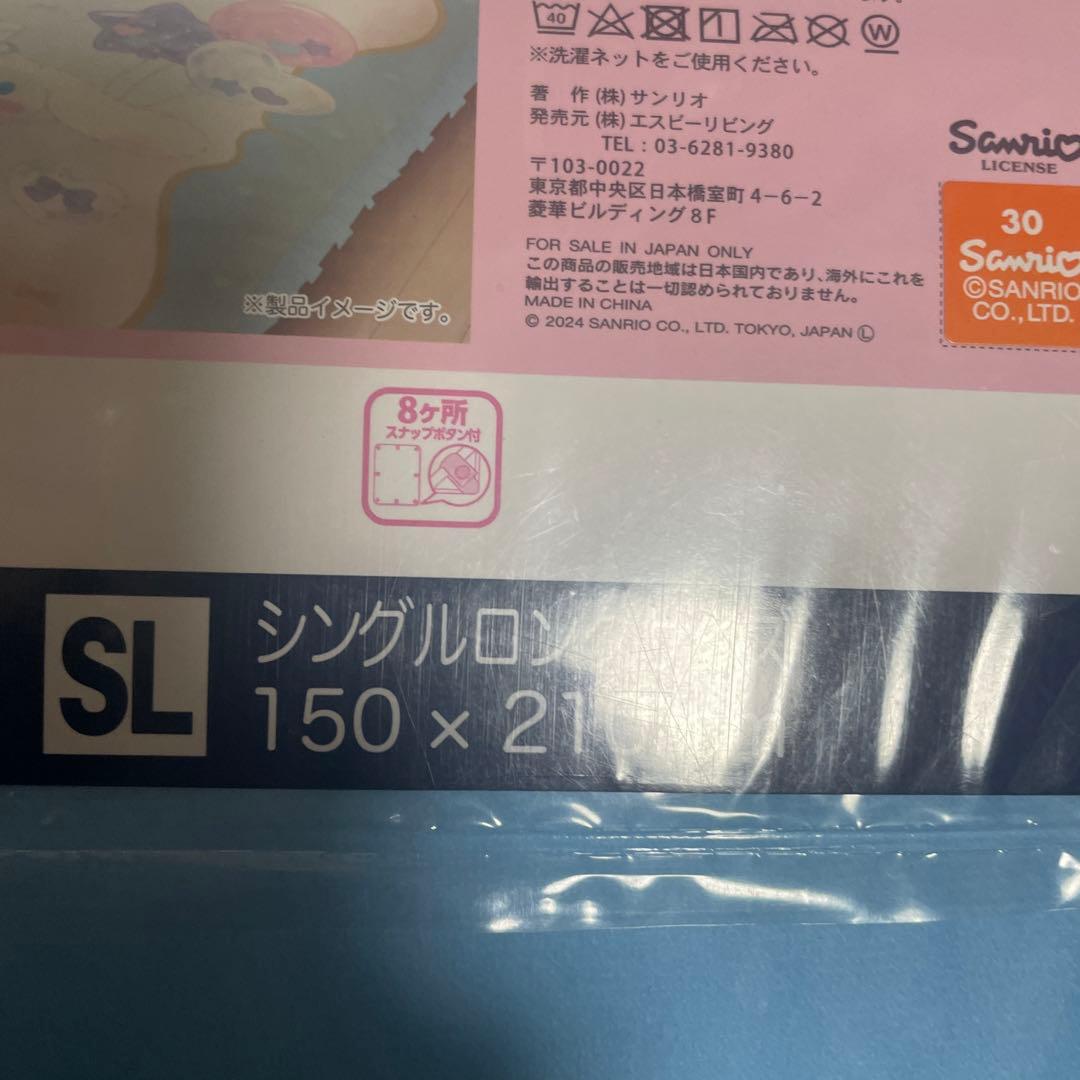 40
W
※洗濯ネットをご使用ください。
著 作 (株) サンリオ
発売元 (株) エスピーリビング
TEL : 03-6281-9380
〒103-0022
東京都中央区日本橋室町 4-6-2
菱華ビルディング 8F
FOR SALE IN JAPAN ONLY
この商品の販売地域は日本国内であり、海外にこれを
輸出することは一切認められておりません。
MADE IN CHINA
© 2024 SANRIO CO., LTD. TOKYO, JAPAN Ⓛ
Sanrio
LICENSE
30
Sanrio
©SANRIO
CO.,LTD.
※製品イメージです。
8ヶ所
スナップボタン付
SL
シングルロン
150 × 21